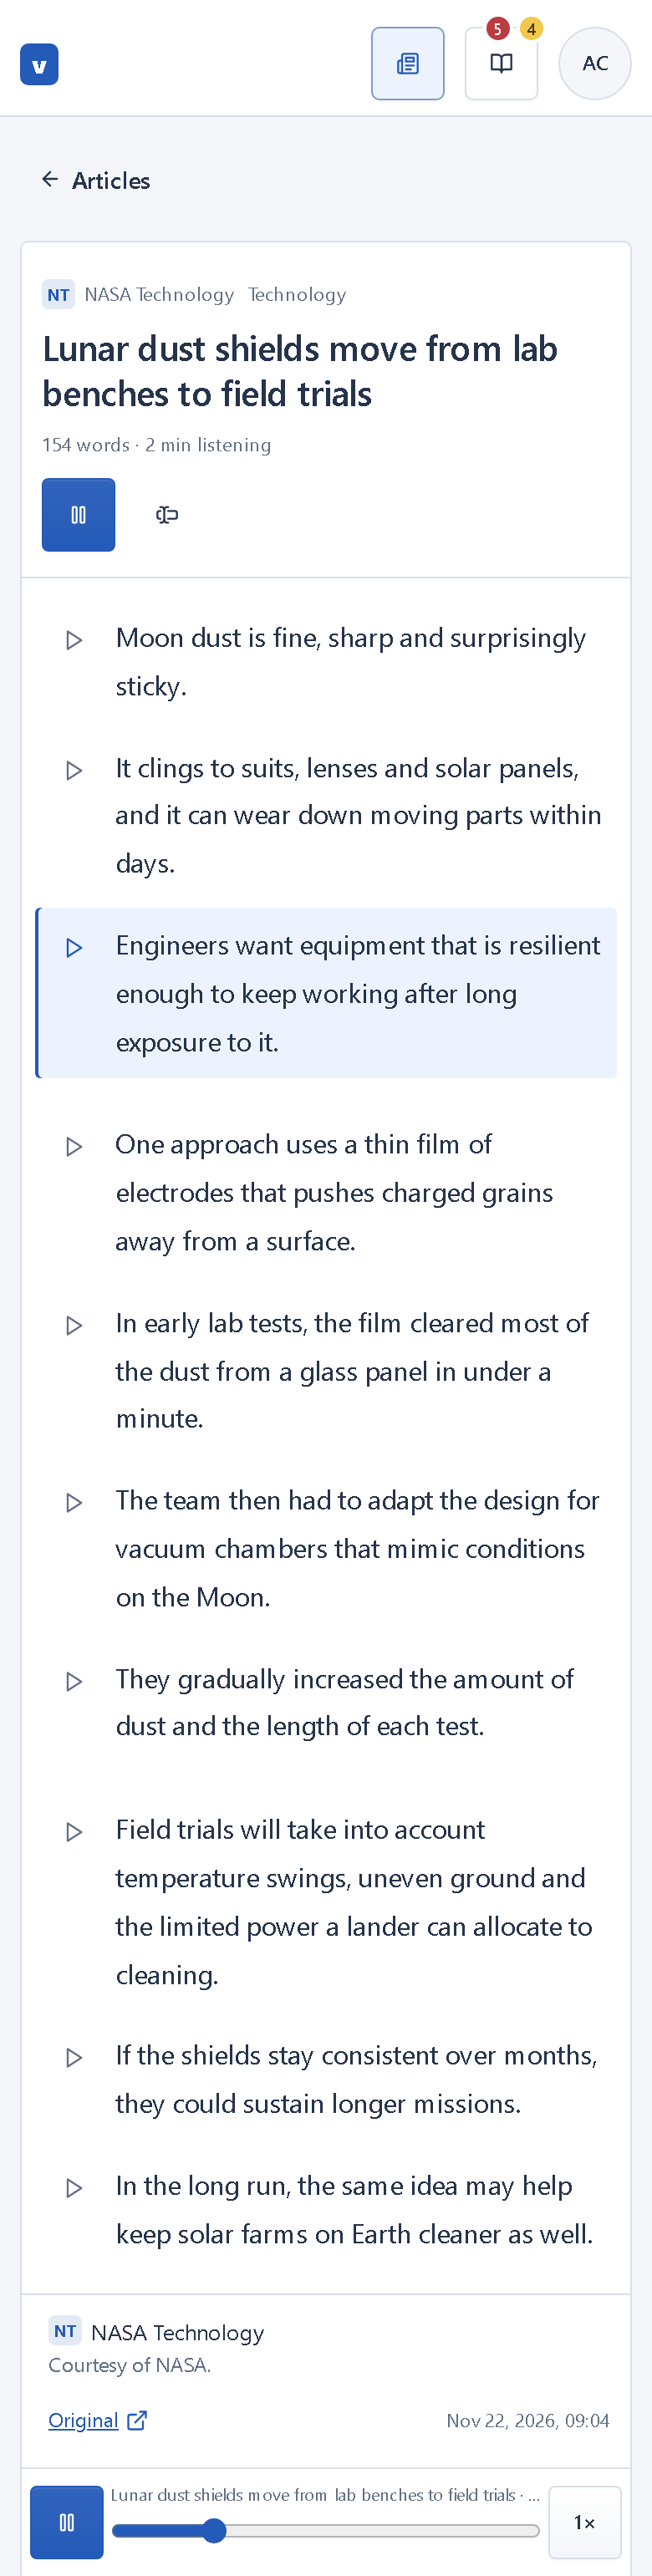 v
5
4
AC
Articles
NT NASA Technology Technology
Lunar dust shields move from lab
benches to field trials
154 words · 2 min listening
Moon dust is fine, sharp and surprisingly
sticky.
It clings to suits, lenses and solar panels,
and it can wear down moving parts within
days.
Engineers want equipment that is resilient
enough to keep working after long
exposure to it.
One approach uses a thin film of
electrodes that pushes charged grains
away from a surface.
In early lab tests, the film cleared most of
the dust from a glass panel in under a
minute.
The team then had to adapt the design for
vacuum chambers that mimic conditions
on the Moon.
They gradually increased the amount of
dust and the length of each test.
Field trials will take into account
temperature swings, uneven ground and
the limited power a lander can allocate to
cleaning.
If the shields stay consistent over months,
they could sustain longer missions.
In the long run, the same idea may help
keep solar farms on Earth cleaner as well.
NT NASA Technology
Courtesy of NASA.
Original
Nov 22, 2026, 09:04
Lunar dust shields move from lab benches to field trials · ...
1×